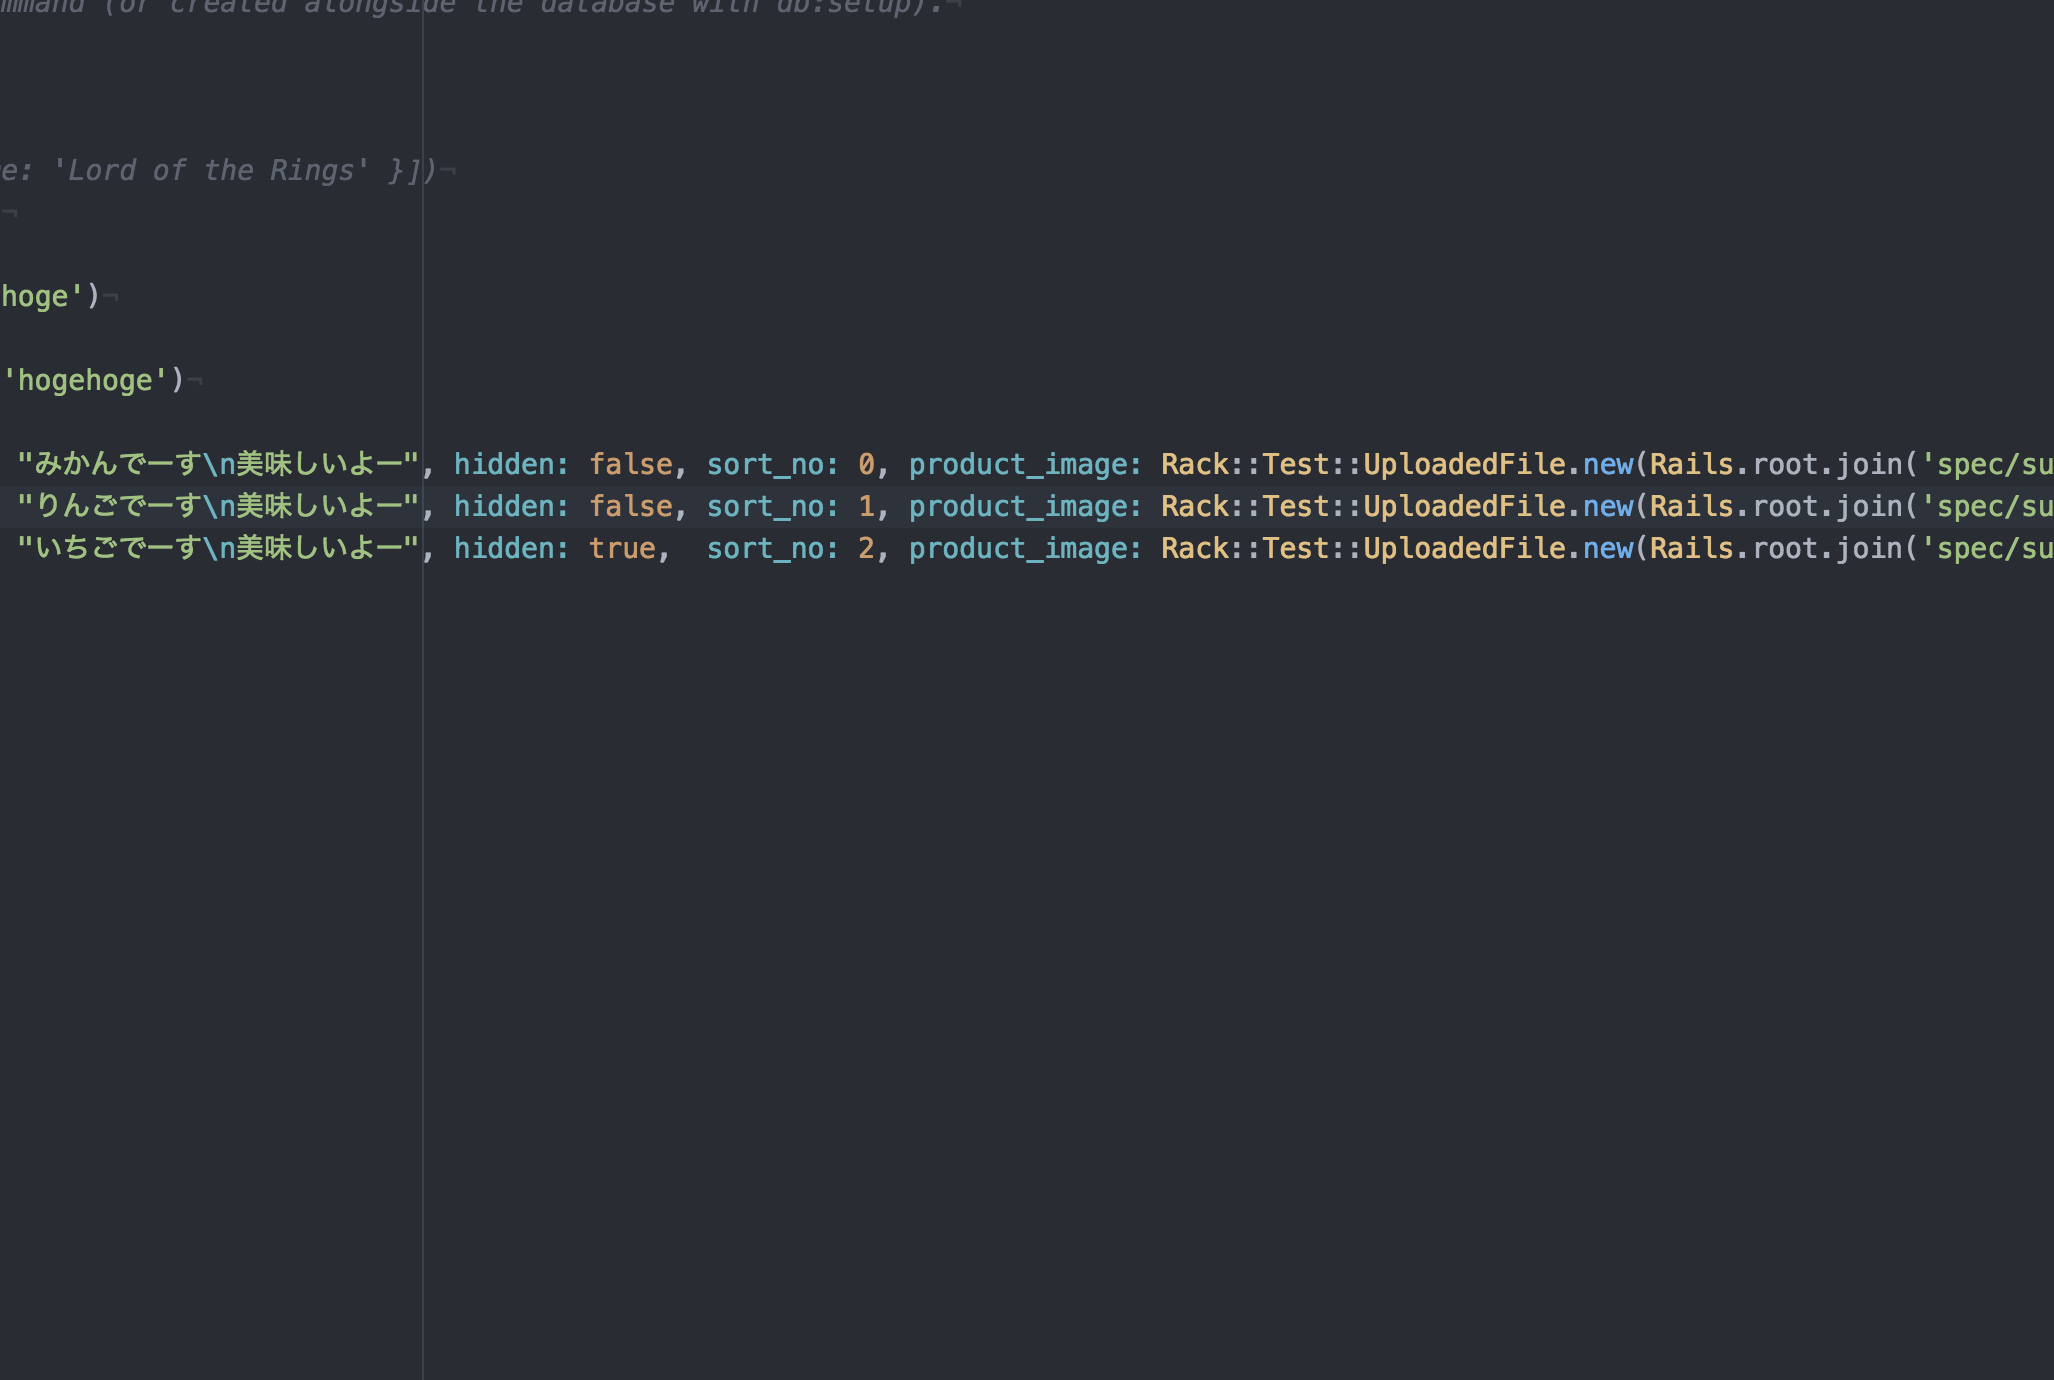 mmand (or created alongside the database with db:setup).¬
e: 'Lord of the Rings' }])¬
¬
hoge')¬
'hogehoge')¬
"みかんでーす\n美味しいよー", hidden: false, sort_no: 0, product_image: Rack::Test::UploadedFile.new(Rails.root.join('spec/su
"りんごでーす\n美味しいよー", hidden: false, sort_no: 1, product_image: Rack::Test::UploadedFile.new(Rails.root.join('spec/su
"いちごでーす\n美味しいよー", hidden: true,  sort_no: 2, product_image: Rack::Test::UploadedFile.new(Rails.root.join('spec/su